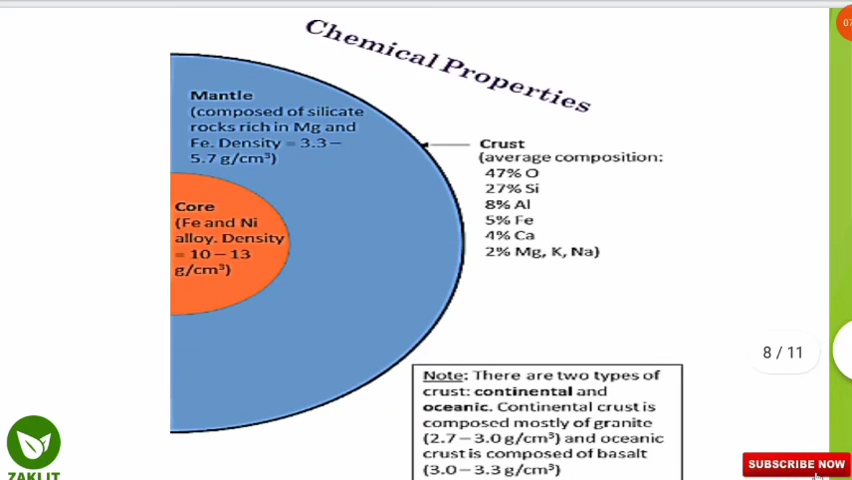 Chemical Properties
Mantle
(composed of silicate
rocks rich in Mg and
Fe. Density = 3.3 –
5.7 g/cm³)
Core
(Fe and Ni
alloy. Density
= 10 – 13
g/cm³)
Crust
(average composition:
47% O
27% Si
8% Al
5% Fe
4% Ca
2% Mg, K, Na)
8 / 11
Note: There are two types of
crust: continental and
oceanic. Continental crust is
composed mostly of granite
(2.7 – 3.0 g/cm³) and oceanic
crust is composed of basalt
(3.0 – 3.3 g/cm³)
ZAKLIT
SUBSCRIBE NOW
07